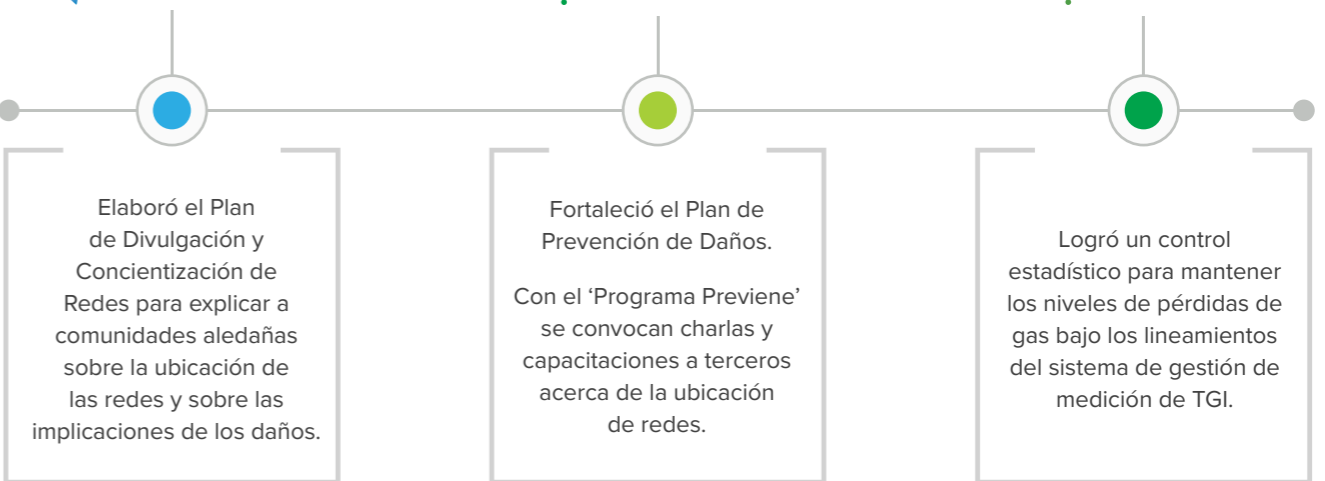 Elaboró el Plan
de Divulgación y
Concientización de
Redes para explicar a
comunidades aledañas
sobre la ubicación de
las redes y sobre las
implicaciones de los daños.
Fortaleció el Plan de
Prevención de Daños.
Con el ‘Programa Previene’
se convocan charlas y
capacitaciones a terceros
acerca de la ubicación
de redes.
Logró un control
estadístico para mantener
los niveles de pérdidas de
gas bajo los lineamientos
del sistema de gestión de
medición de TGI.